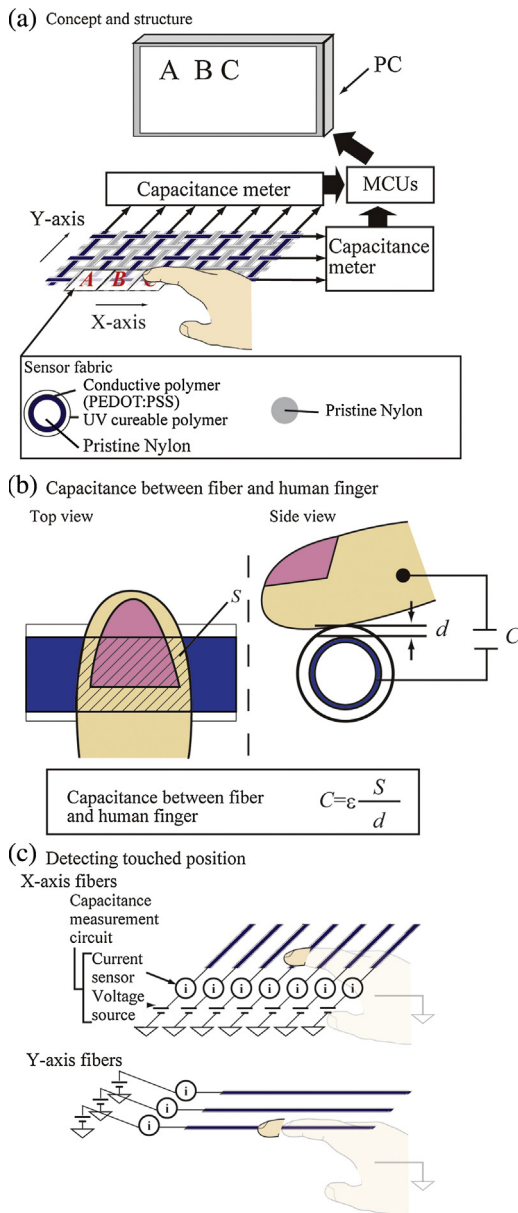 (a) Concept and structure
A B C
PC
Capacitance meter
MCUs
Y-axis
Capacitance
meter
A B C
X-axis
Sensor fabric
Conductive polymer
(PEDOT:PSS)
UV cureable polymer
Pristine Nylon
Pristine Nylon
(b) Capacitance between fiber and human finger
Top view
Side view
S
d
C
Capacitance between fiber
and human finger
C=ε S/d
(c) Detecting touched position
X-axis fibers
Capacitance
measurement
circuit
Current
sensor
Voltage
source
i i i i i i i
Y-axis fibers
i
i
i